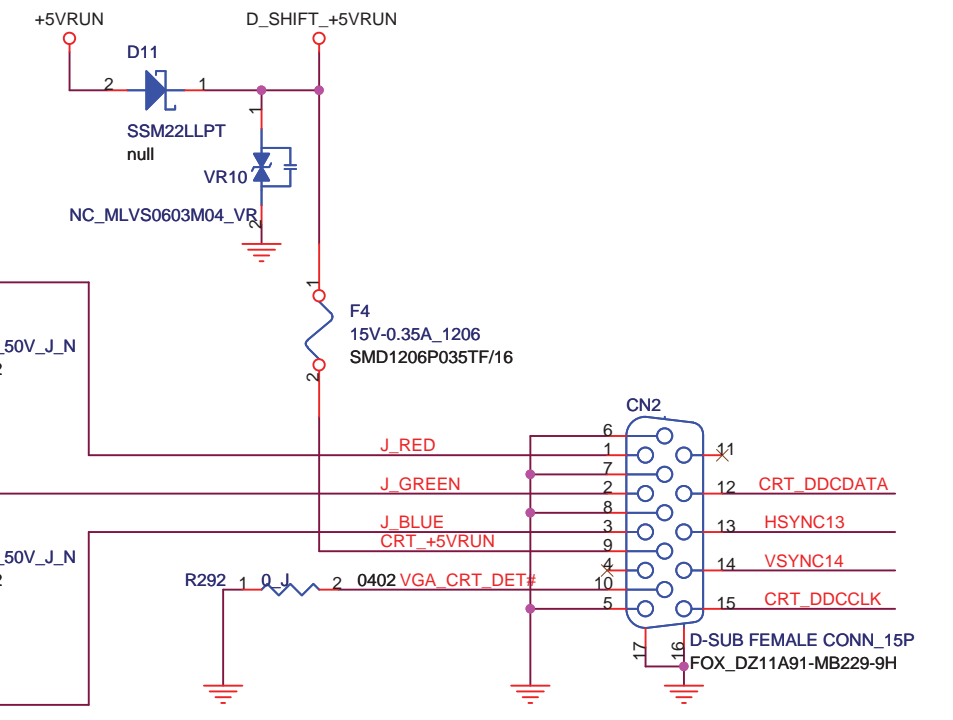 +5VRUN
D_SHIFT_+5VRUN
D11
2
1
SSM22LLPT
null
1
VR10
NC_MLVS0603M04_VR
2
1
F4
15V-0.35A_1206
SMD1206P035TF/16
2
_50V_J_N
2
CN2
6
J_RED
1
11
7
J_GREEN
2
12
CRT_DDCDATA
8
J_BLUE
3
13
HSYNC13
CRT_+5VRUN
9
_50V_J_N
2
4
14
VSYNC14
R292
1
0_J
2
0402
VGA_CRT_DET#
10
5
15
CRT_DDCCLK
17
16
D-SUB FEMALE CONN_15P
FOX_DZ11A91-MB229-9H